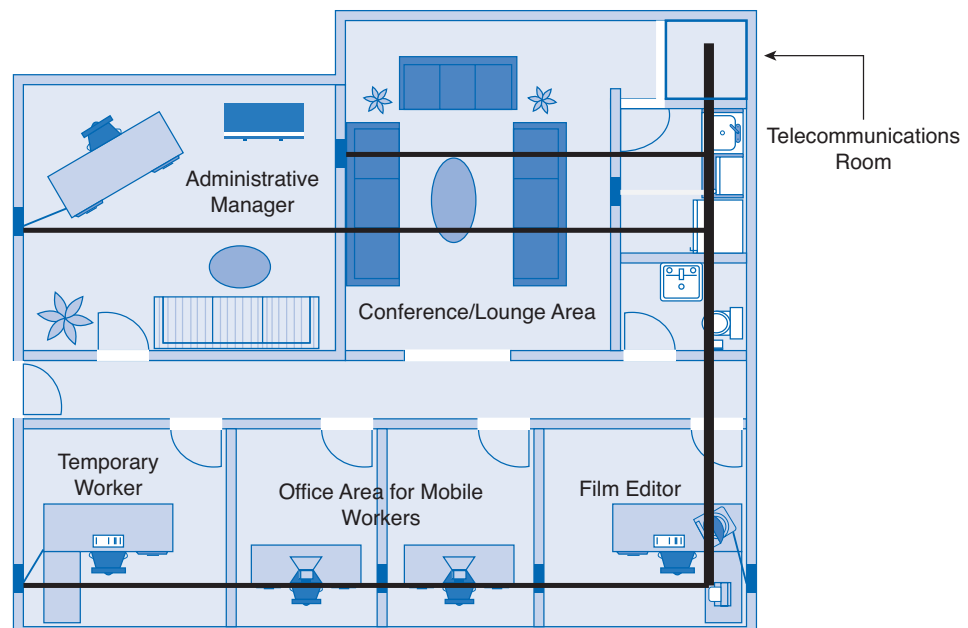 Telecommunications
Room
Administrative
Manager
Conference/Lounge Area
Temporary
Worker
Office Area for Mobile
Workers
Film Editor